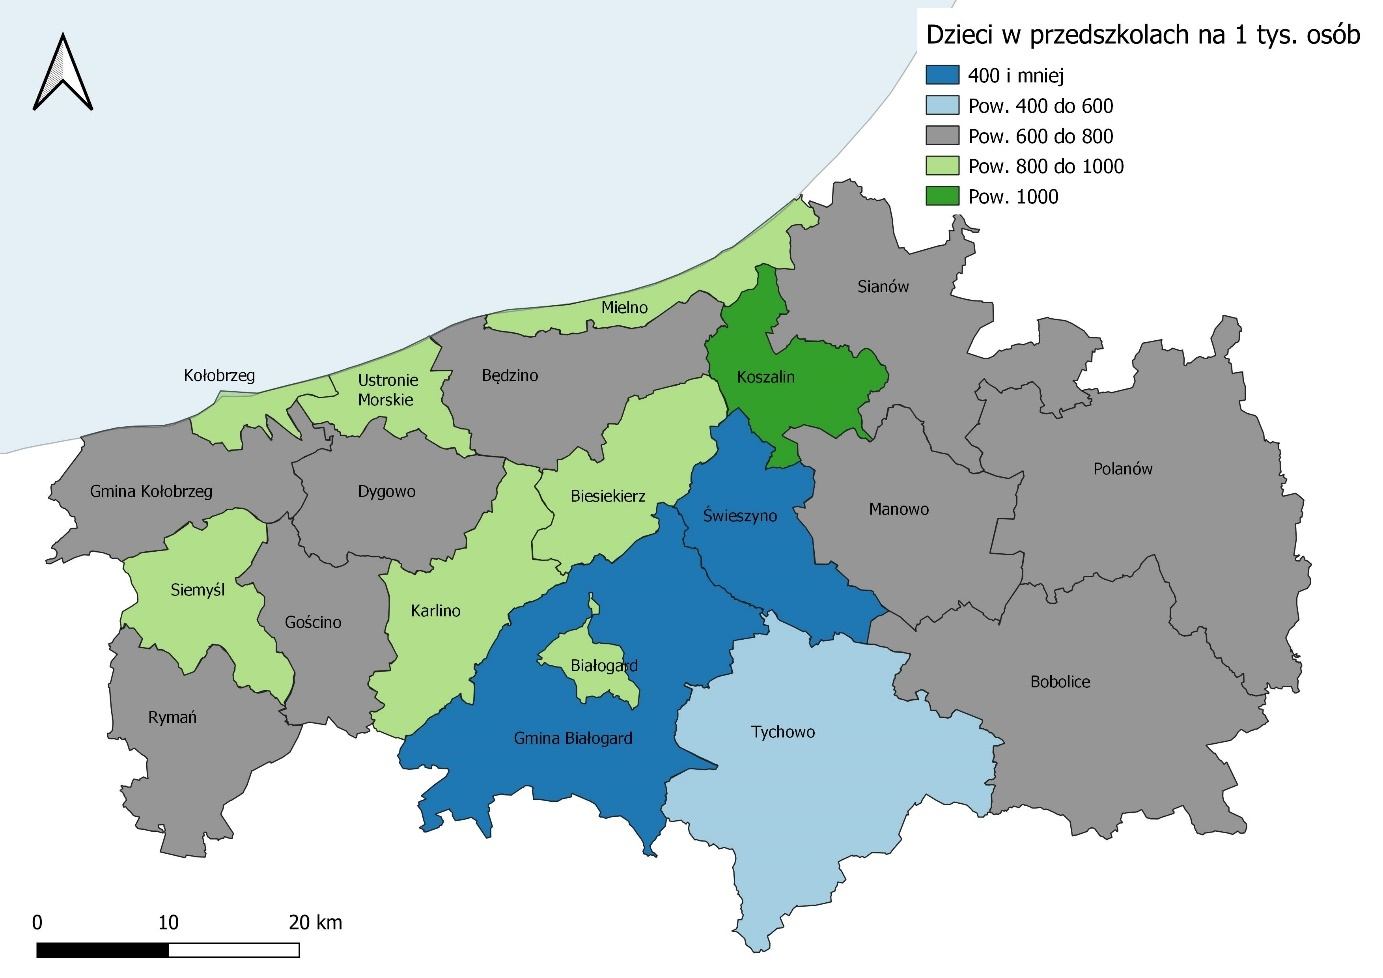 Dzieci w przedszkolach na 1 tys. osób
400 i mniej
Pow. 400 do 600
Pow. 600 do 800
Pow. 800 do 1000
Pow. 1000
Sianów
Mielno
Kołobrzeg
Ustronie
Morskie
Będzino
Koszalin
Gmina Kołobrzeg
Dygowo
Biesiekierz
Świeszyno
Manowo
Polanów
Siemyśl
Gościno
Karlino
Białogard
Bobolice
Rymań
Gmina Białogard
Tychowo
0 10 20 km